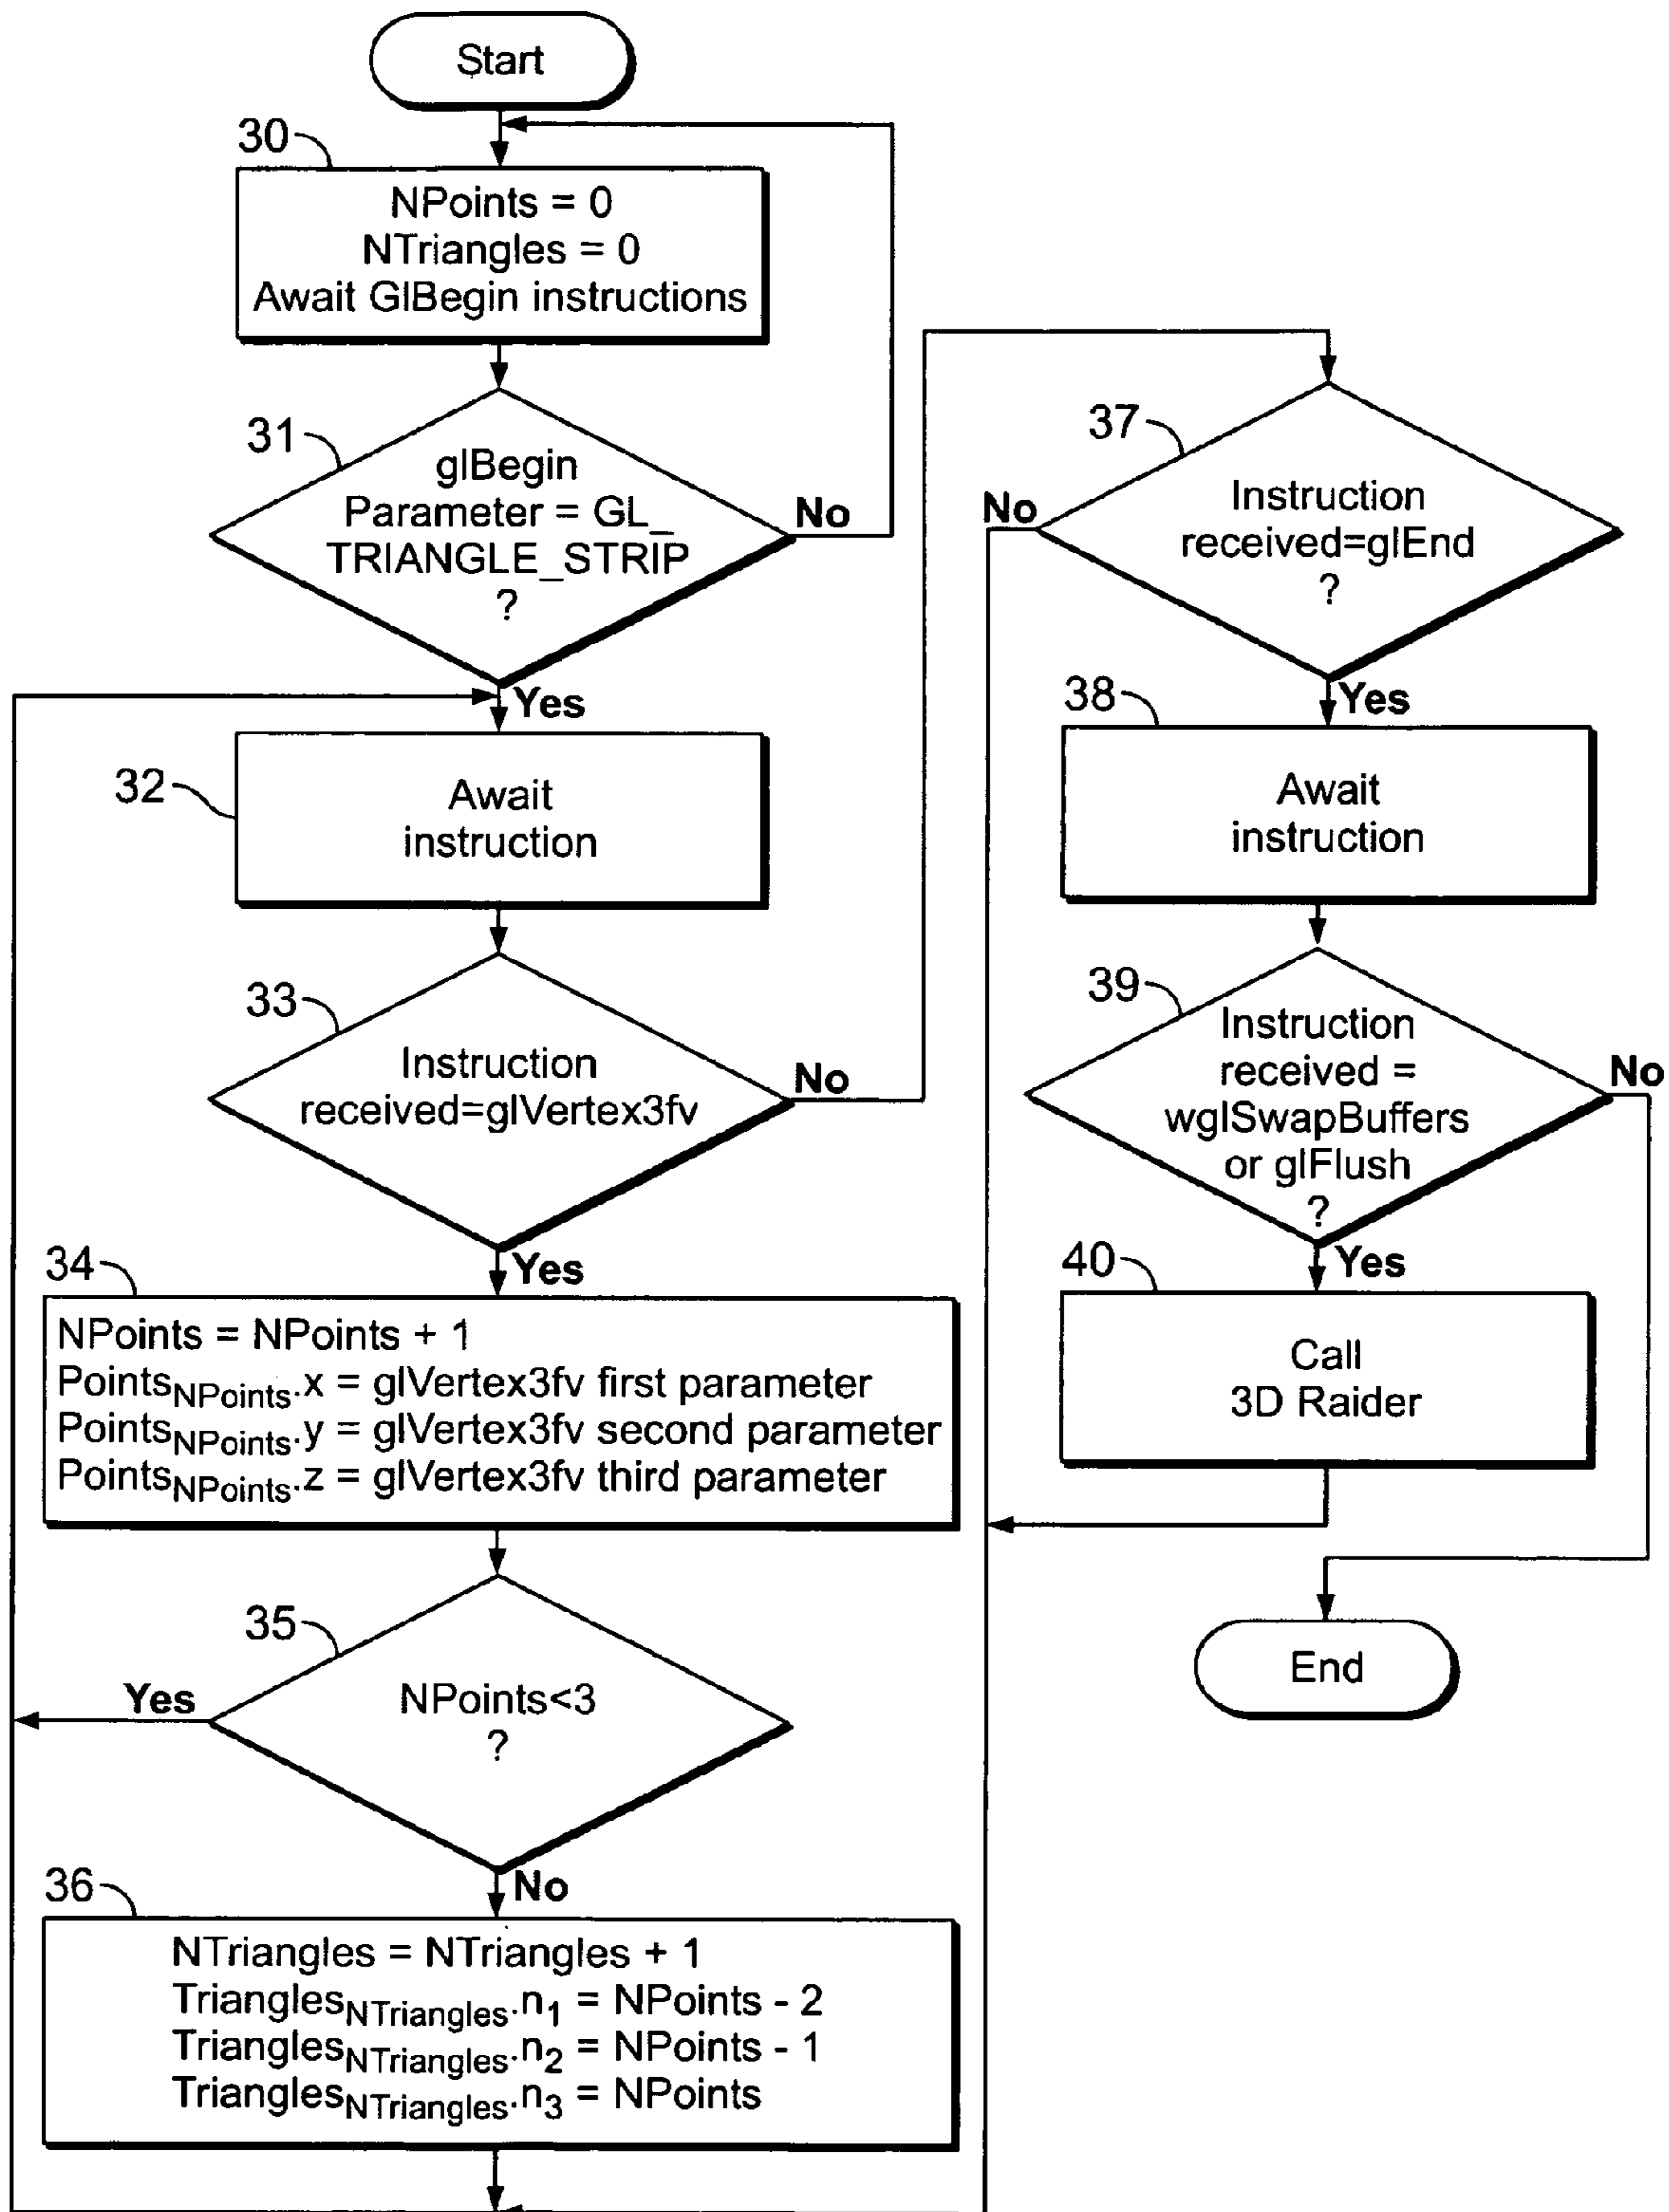 Start
30
NPoints = 0
NTriangles = 0
Await GlBegin instructions
31
glBegin
Parameter = GL_
TRIANGLE_STRIP
?
No
Yes
32
Await
instruction
33
Instruction
received=glVertex3fv
No
Yes
34
NPoints = NPoints + 1
PointsNPoints.x = glVertex3fv first parameter
PointsNPoints.y = glVertex3fv second parameter
PointsNPoints.z = glVertex3fv third parameter
35
NPoints<3
?
Yes
No
36
NTriangles = NTriangles + 1
TrianglesNTriangles.n1 = NPoints - 2
TrianglesNTriangles.n2 = NPoints - 1
TrianglesNTriangles.n3 = NPoints
37
Instruction
received=glEnd
?
No
Yes
38
Await
instruction
39
Instruction
received =
wglSwapBuffers
or glFlush
?
No
Yes
40
Call
3D Raider
End